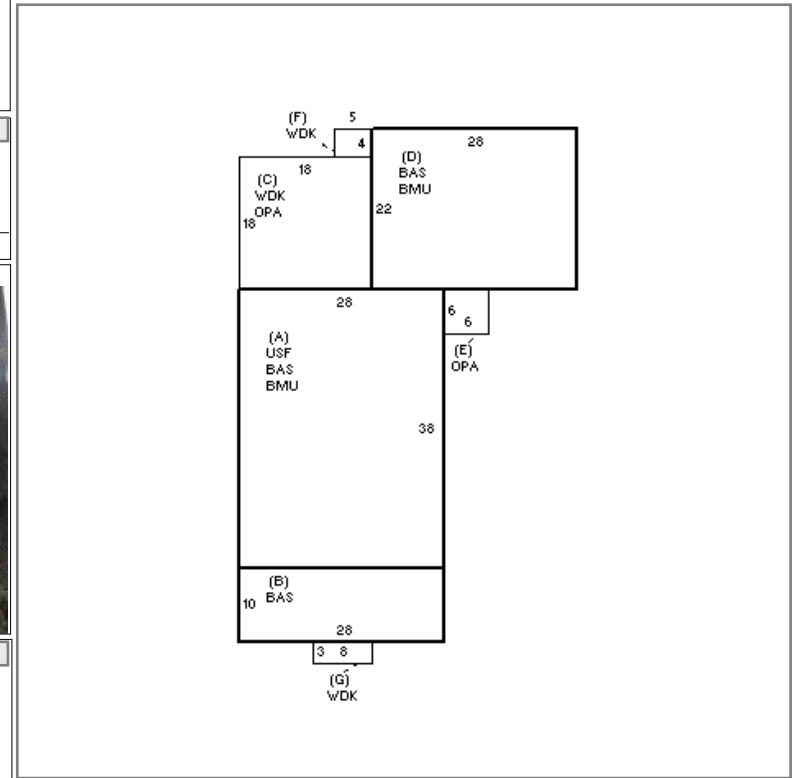 (F)
WDK
5
4
28
(D)
BAS
BMU
22
18
(C)
WDK
OPA
18
28
(A)
USF
BAS
BMU
38
6
6
(E)
OPA
(B)
BAS
10
28
3 8
(G)
WDK